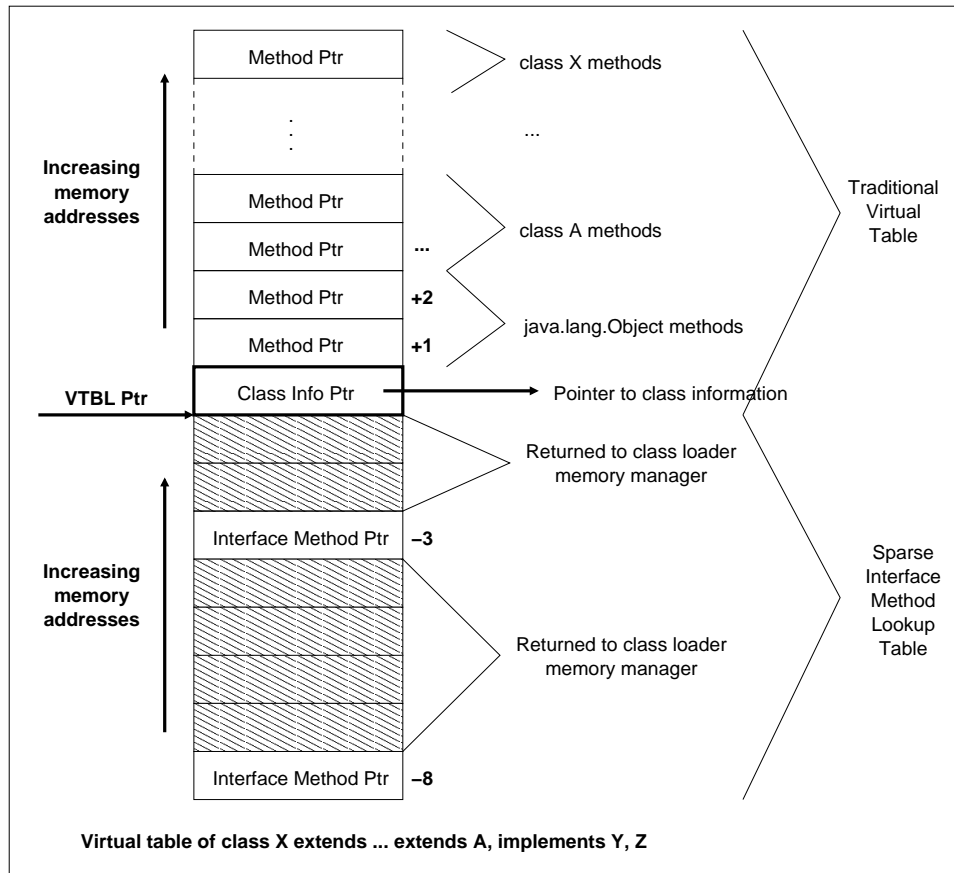 Method Ptr
class X methods
...
Increasing
memory
addresses
Method Ptr
Method Ptr
...
class A methods
Traditional
Virtual
Table
Method Ptr
+2
Method Ptr
+1
java.lang.Object methods
VTBL Ptr
Class Info Ptr
Pointer to class information
Returned to class loader
memory manager
Interface Method Ptr
−3
Increasing
memory
addresses
Returned to class loader
memory manager
Sparse
Interface
Method
Lookup
Table
Interface Method Ptr
−8
Virtual table of class X extends ... extends A, implements Y, Z